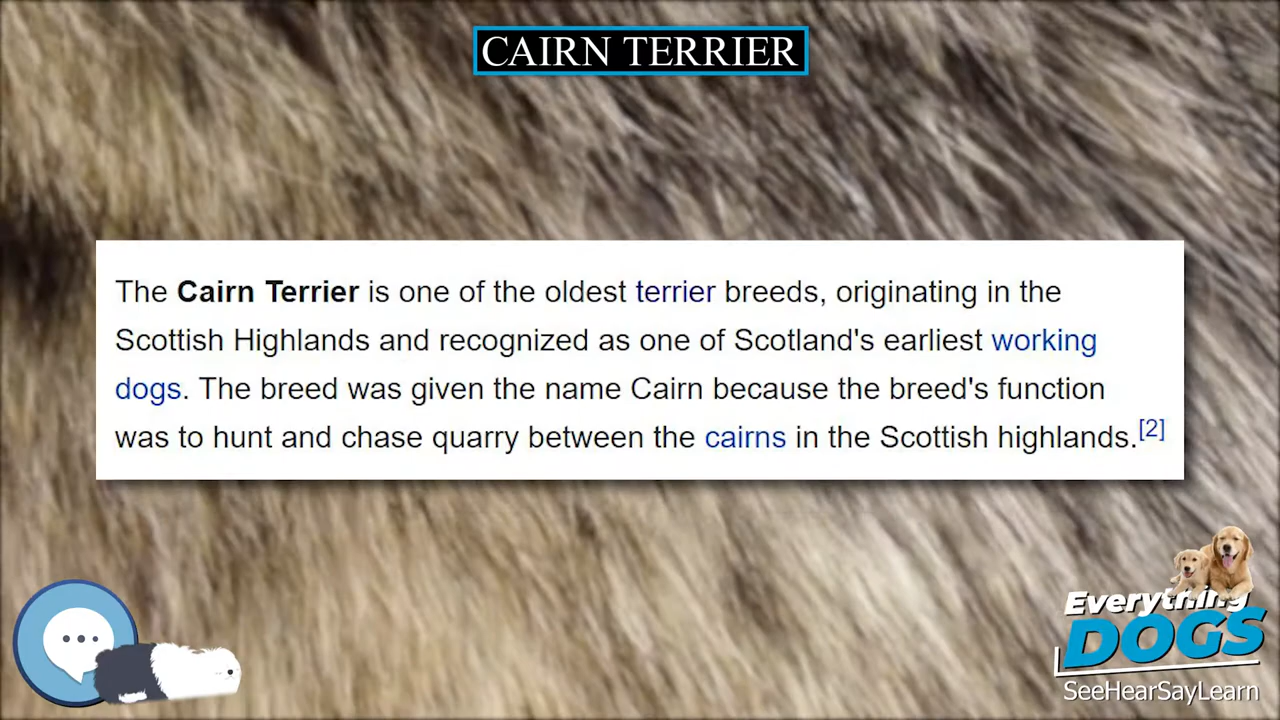 CAIRN TERRIER
The Cairn Terrier is one of the oldest terrier breeds, originating in the
Scottish Highlands and recognized as one of Scotland's earliest working
dogs. The breed was given the name Cairn because the breed's function
was to hunt and chase quarry between the cairns in the Scottish highlands.[2]
Everything
DOGS
SeeHearSayLearn